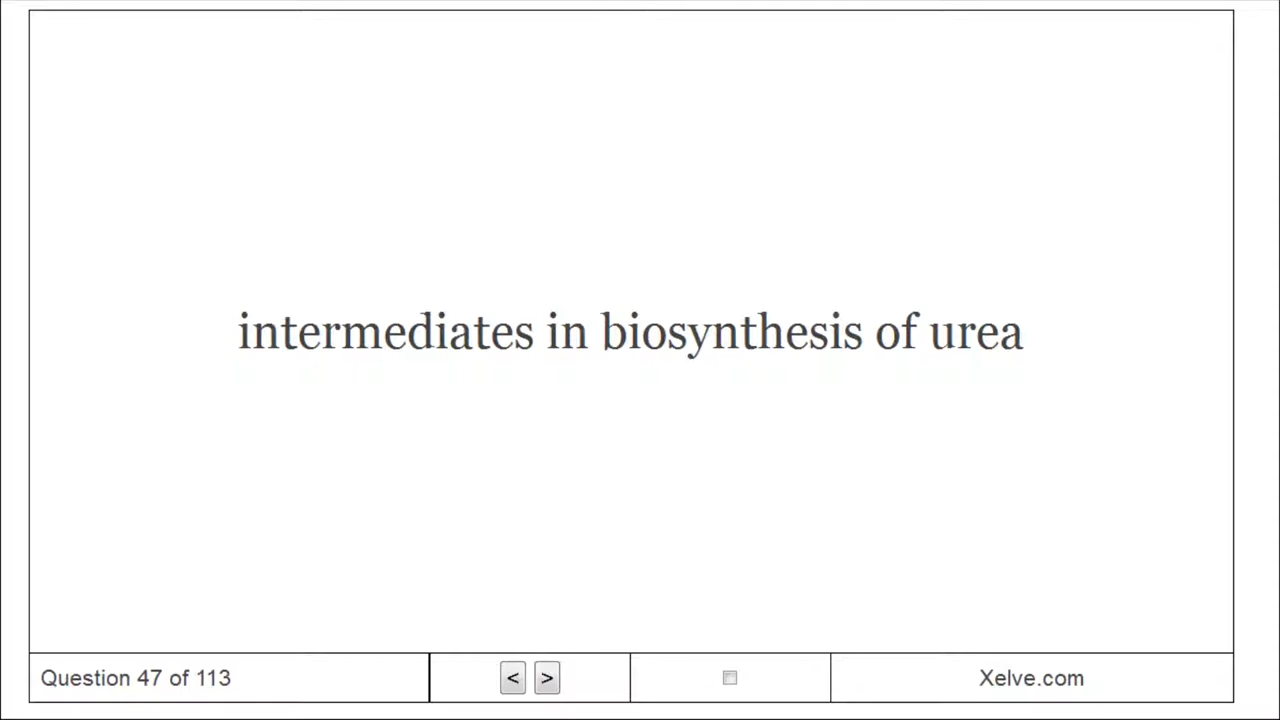 intermediates in biosynthesis of urea
Question 47 of 113
< >
Xelve.com